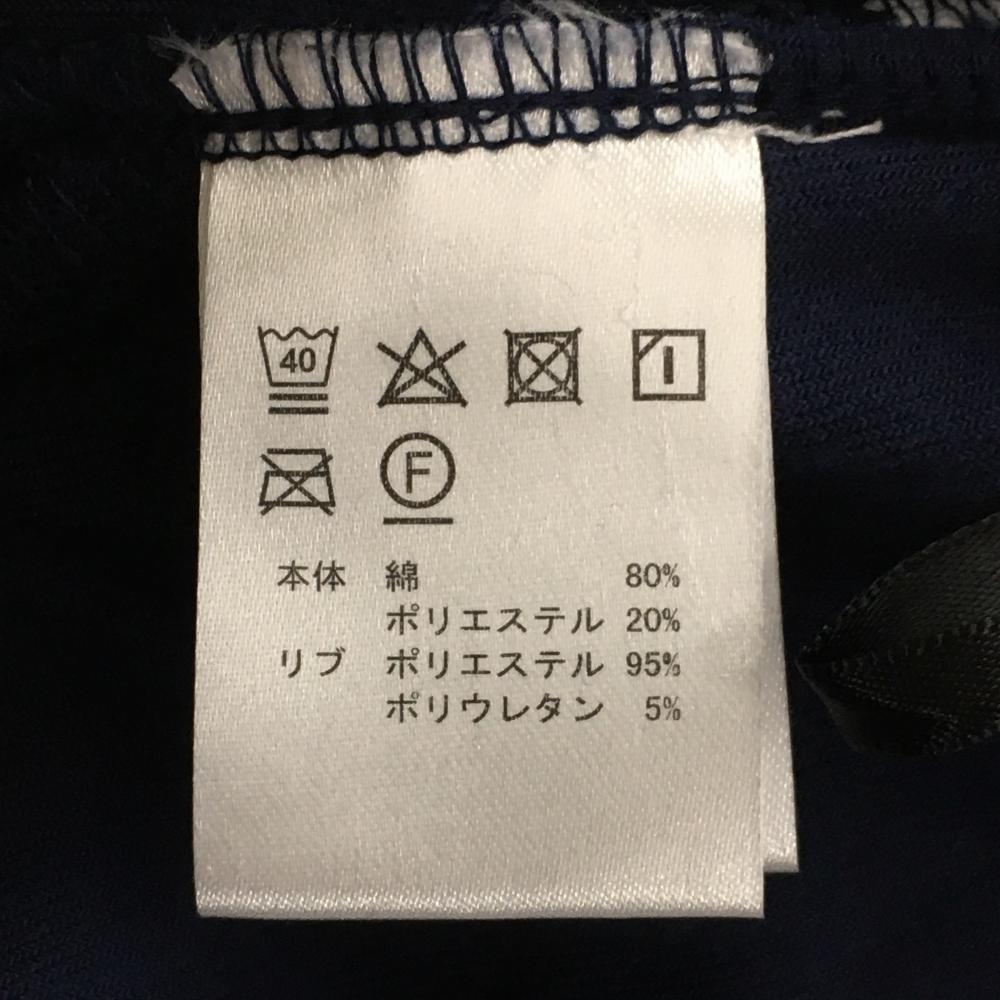 40
F
本体 綿 80%
ポリエステル 20%
リブ ポリエステル 95%
ポリウレタン 5%